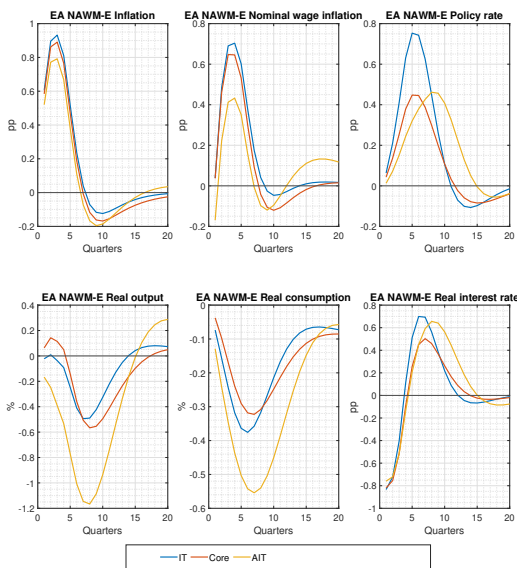 EA NAWM-E Inflation
EA NAWM-E Nominal wage inflation
EA NAWM-E Policy rate
1
0.8
0.6
0.4
0.2
0
-0.2
pp
0 5 10 15 20
Quarters
0.8
0.6
0.4
0.2
0
-0.2
pp
0 5 10 15 20
Quarters
0.8
0.6
0.4
0.2
0
-0.2
pp
0 5 10 15 20
Quarters
EA NAWM-E Real output
EA NAWM-E Real consumption
EA NAWM-E Real interest rate
0.4
0.2
0
-0.2
-0.4
-0.6
-0.8
-1
-1.2
%
0 5 10 15 20
Quarters
0
-0.1
-0.2
-0.3
-0.4
-0.5
-0.6
%
0 5 10 15 20
Quarters
0.8
0.6
0.4
0.2
0
-0.2
-0.4
-0.6
-0.8
-1
pp
0 5 10 15 20
Quarters
IT Core AIT